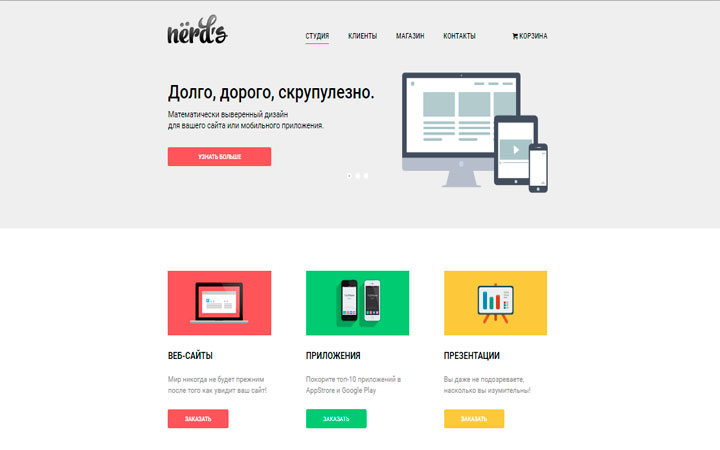 nërd's
СТУДИЯ КЛИЕНТЫ МАГАЗИН КОНТАКТЫ КОРЗИНА
Долго, дорого, скрупулезно.
Математически выверенный дизайн
для вашего сайта или мобильного приложения.
УЗНАТЬ БОЛЬШЕ
ВЕБ-САЙТЫ
Мир никогда не будет прежним
после того как увидит ваш сайт!
ЗАКАЗАТЬ
ПРИЛОЖЕНИЯ
Покорите топ-10 приложений в
AppStrore и Google Play
ЗАКАЗАТЬ
ПРЕЗЕНТАЦИИ
Вы даже не подозреваете,
насколько вы изумительны!
ЗАКАЗАТЬ